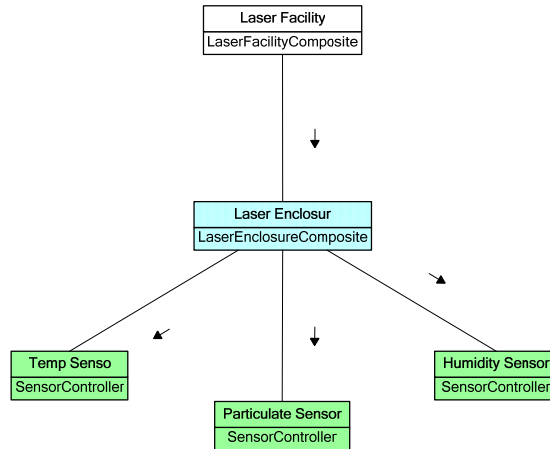 Laser Facility
LaserFacilityComposite
Laser Enclosur
LaserEnclosureComposite
Temp Senso
SensorController
Humidity Sensor
SensorController
Particulate Sensor
SensorController